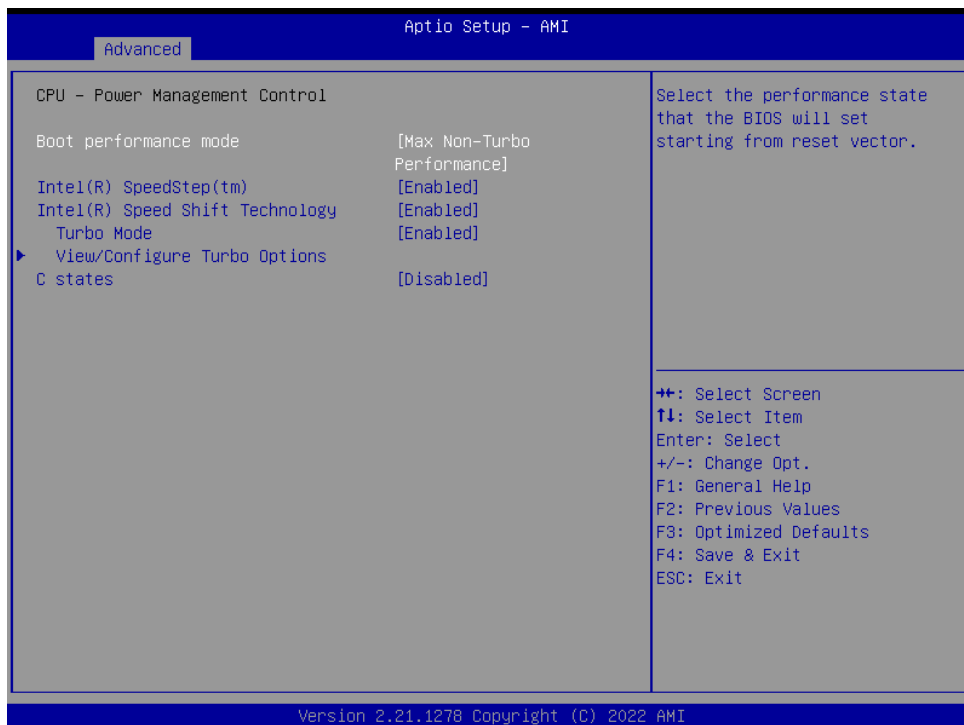 Aptio Setup – AMI
Advanced
CPU – Power Management Control
Boot performance mode [Max Non-Turbo
Performance]
Intel(R) SpeedStep(tm) [Enabled]
Intel(R) Speed Shift Technology [Enabled]
Turbo Mode [Enabled]
View/Configure Turbo Options
C states [Disabled]
Select the performance state
that the BIOS will set
starting from reset vector.
→←: Select Screen
↑↓: Select Item
Enter: Select
+/-: Change Opt.
F1: General Help
F2: Previous Values
F3: Optimized Defaults
F4: Save & Exit
ESC: Exit
Version 2.21.1278 Copyright (C) 2022 AMI